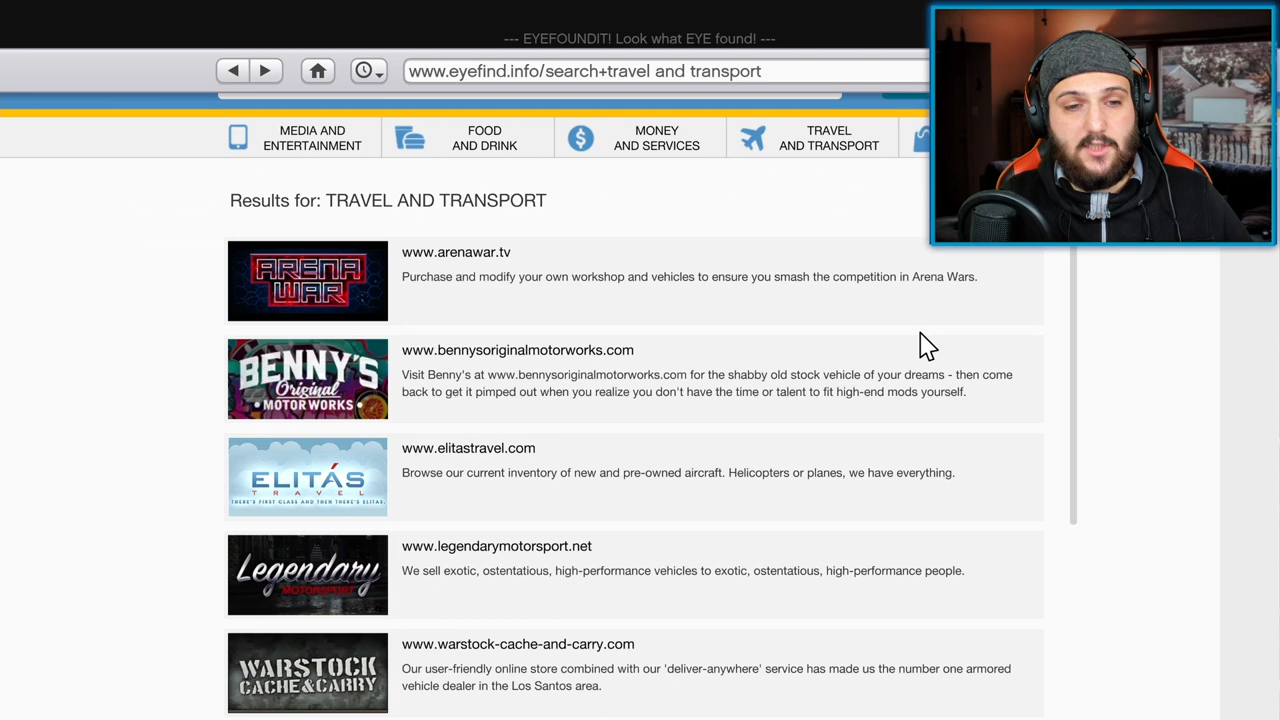 --- EYEFOUNDIT! Look what EYE found! ---
www.eyefind.info/search+travel and transport
MEDIA AND
ENTERTAINMENT
FOOD
AND DRINK
MONEY
AND SERVICES
TRAVEL
AND TRANSPORT
Results for: TRAVEL AND TRANSPORT
ARENA
WAR
www.arenawar.tv
Purchase and modify your own workshop and vehicles to ensure you smash the competition in Arena Wars.
BENNY'S
Original
• MOTOR WORKS •
www.bennysoriginalmotorworks.com
Visit Benny's at www.bennysoriginalmotorworks.com for the shabby old stock vehicle of your dreams - then come
back to get it pimped out when you realize you don't have the time or talent to fit high-end mods yourself.
ELITÁS
TRAVEL
THERE'S FIRST CLASS AND THEN THERE'S ELITAS.
www.elitastravel.com
Browse our current inventory of new and pre-owned aircraft. Helicopters or planes, we have everything.
Legendary
MOTORSPORT
www.legendarymotorsport.net
We sell exotic, ostentatious, high-performance vehicles to exotic, ostentatious, high-performance people.
WARSTOCK
CACHE&CARRY
www.warstock-cache-and-carry.com
Our user-friendly online store combined with our 'deliver-anywhere' service has made us the number one armored
vehicle dealer in the Los Santos area.